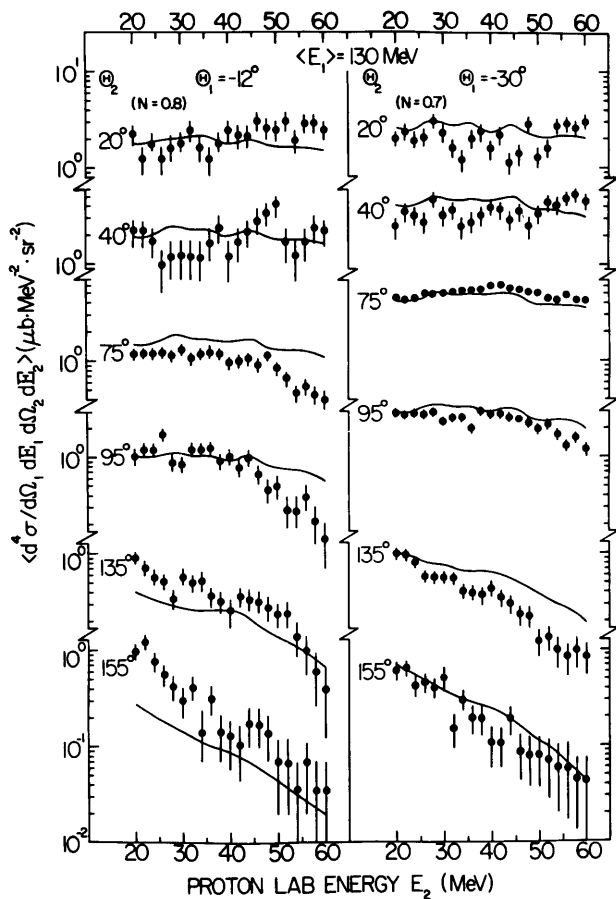 20 30 40 50 60 20 30 40 50 60
<E₁> = 130 MeV
10¹ Θ₂ Θ₁ = -12° Θ₂ Θ₁ = -30°
(N = 0.8) (N = 0.7)
20° 20°
10⁰
40° 40°
10⁰
75° 75°
10⁰
95° 95°
10⁰
10⁰ 135° 135°
10⁰ 155° 155°
10⁻¹
10⁻²
20 30 40 50 60 20 30 40 50 60
PROTON LAB ENERGY E₂ (MeV)
<d⁴σ/dΩ₁ dE₁ dΩ₂ dE₂> (μb·MeV⁻²·sr⁻²)